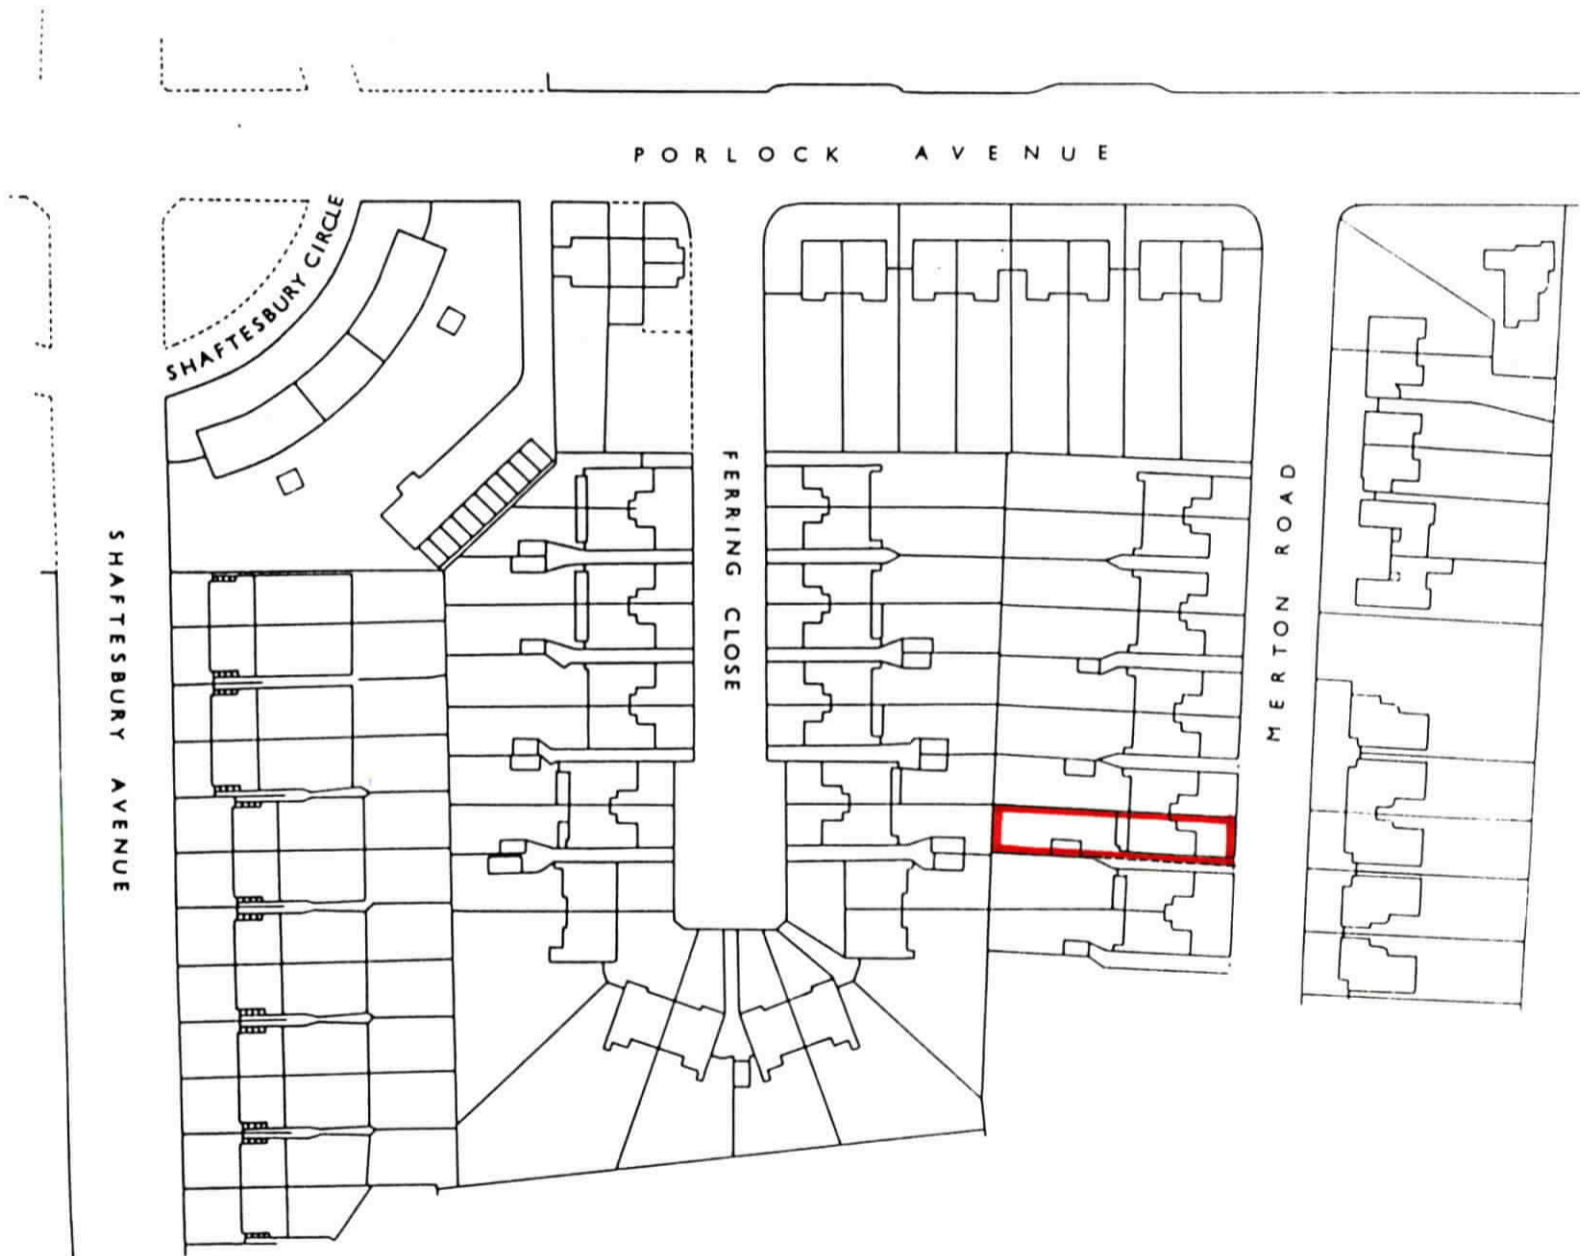 PORLOCK AVENUE
SHAFTESBURY CIRCLE
FERRING CLOSE
MERTON ROAD
SHAFTESBURY AVENUE